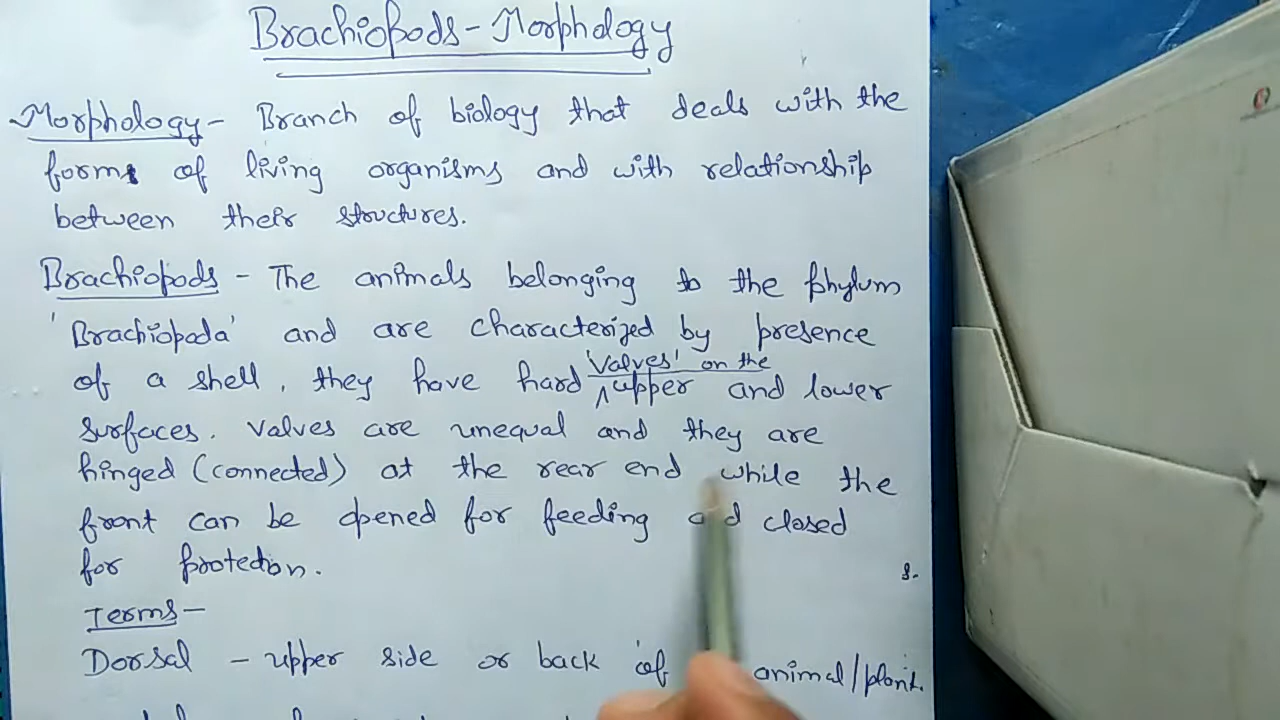 Brachiopods - Morphology
Morphology - Branch of biology that deals with the
forms of living organisms and with relationship
between their structures.
Brachiopods - The animals belonging to the phylum
'Brachiopoda' and are characterized by presence
'Valves' on the
of a shell, they have hard ^ upper and lower
surfaces. Valves are unequal and they are
hinged (connected) at the rear end while the
front can be opened for feeding and closed
for protection.
Terms -
Dorsal - upper side or back of animal/plant.